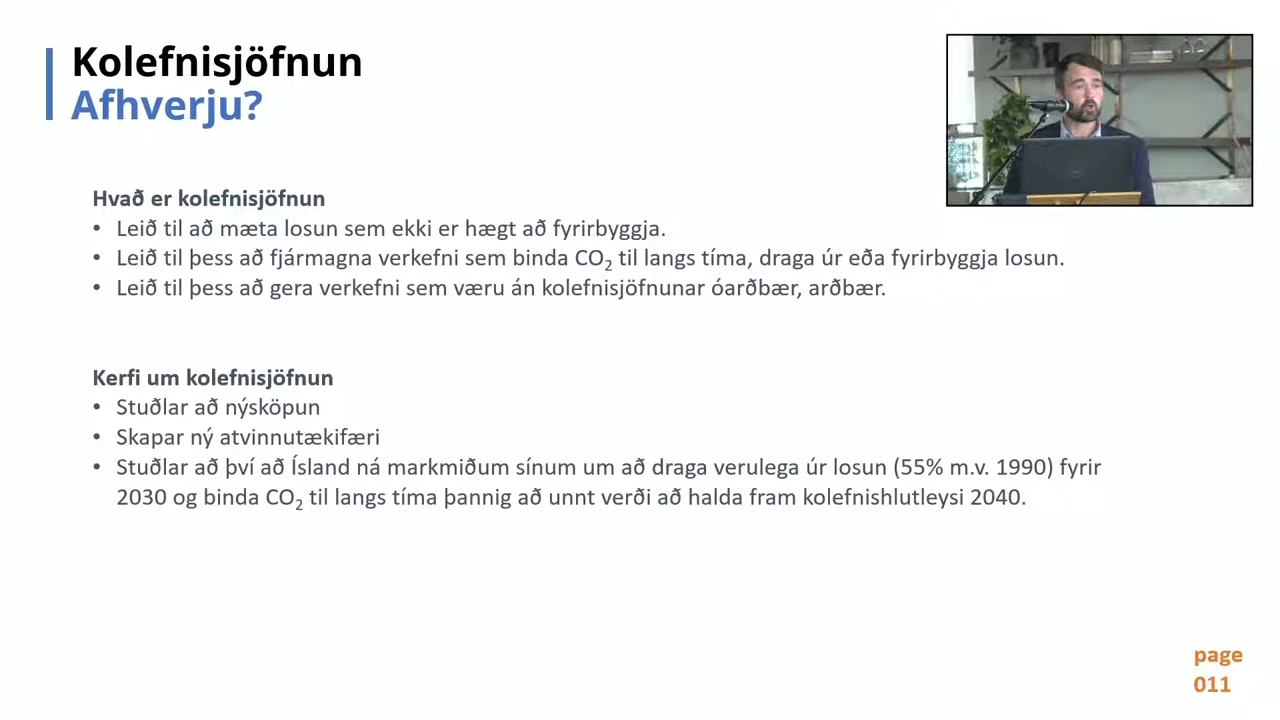 Kolefnisjöfnun
Afhverju?
Hvað er kolefnisjöfnun
• Leið til að mæta losun sem ekki er hægt að fyrirbyggja.
• Leið til þess að fjármagna verkefni sem binda CO₂ til langs tíma, draga úr eða fyrirbyggja losun.
• Leið til þess að gera verkefni sem væru án kolefnisjöfnunar óarðbær, arðbær.
Kerfi um kolefnisjöfnun
• Stuðlar að nýsköpun
• Skapar ný atvinnutækifæri
• Stuðlar að því að Ísland ná markmiðum sínum um að draga verulega úr losun (55% m.v. 1990) fyrir
2030 og binda CO₂ til langs tíma þannig að unnt verði að halda fram kolefnishlutleysi 2040.
page
011